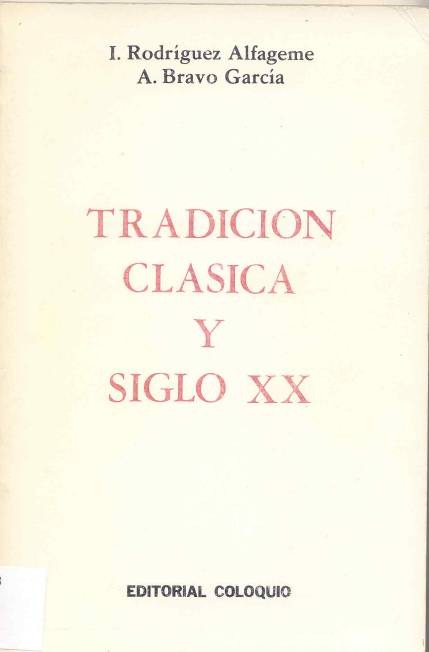 I. Rodríguez Alfageme
A. Bravo García
TRADICION
CLASICA
Y
SIGLO XX
EDITORIAL COLOQUIO